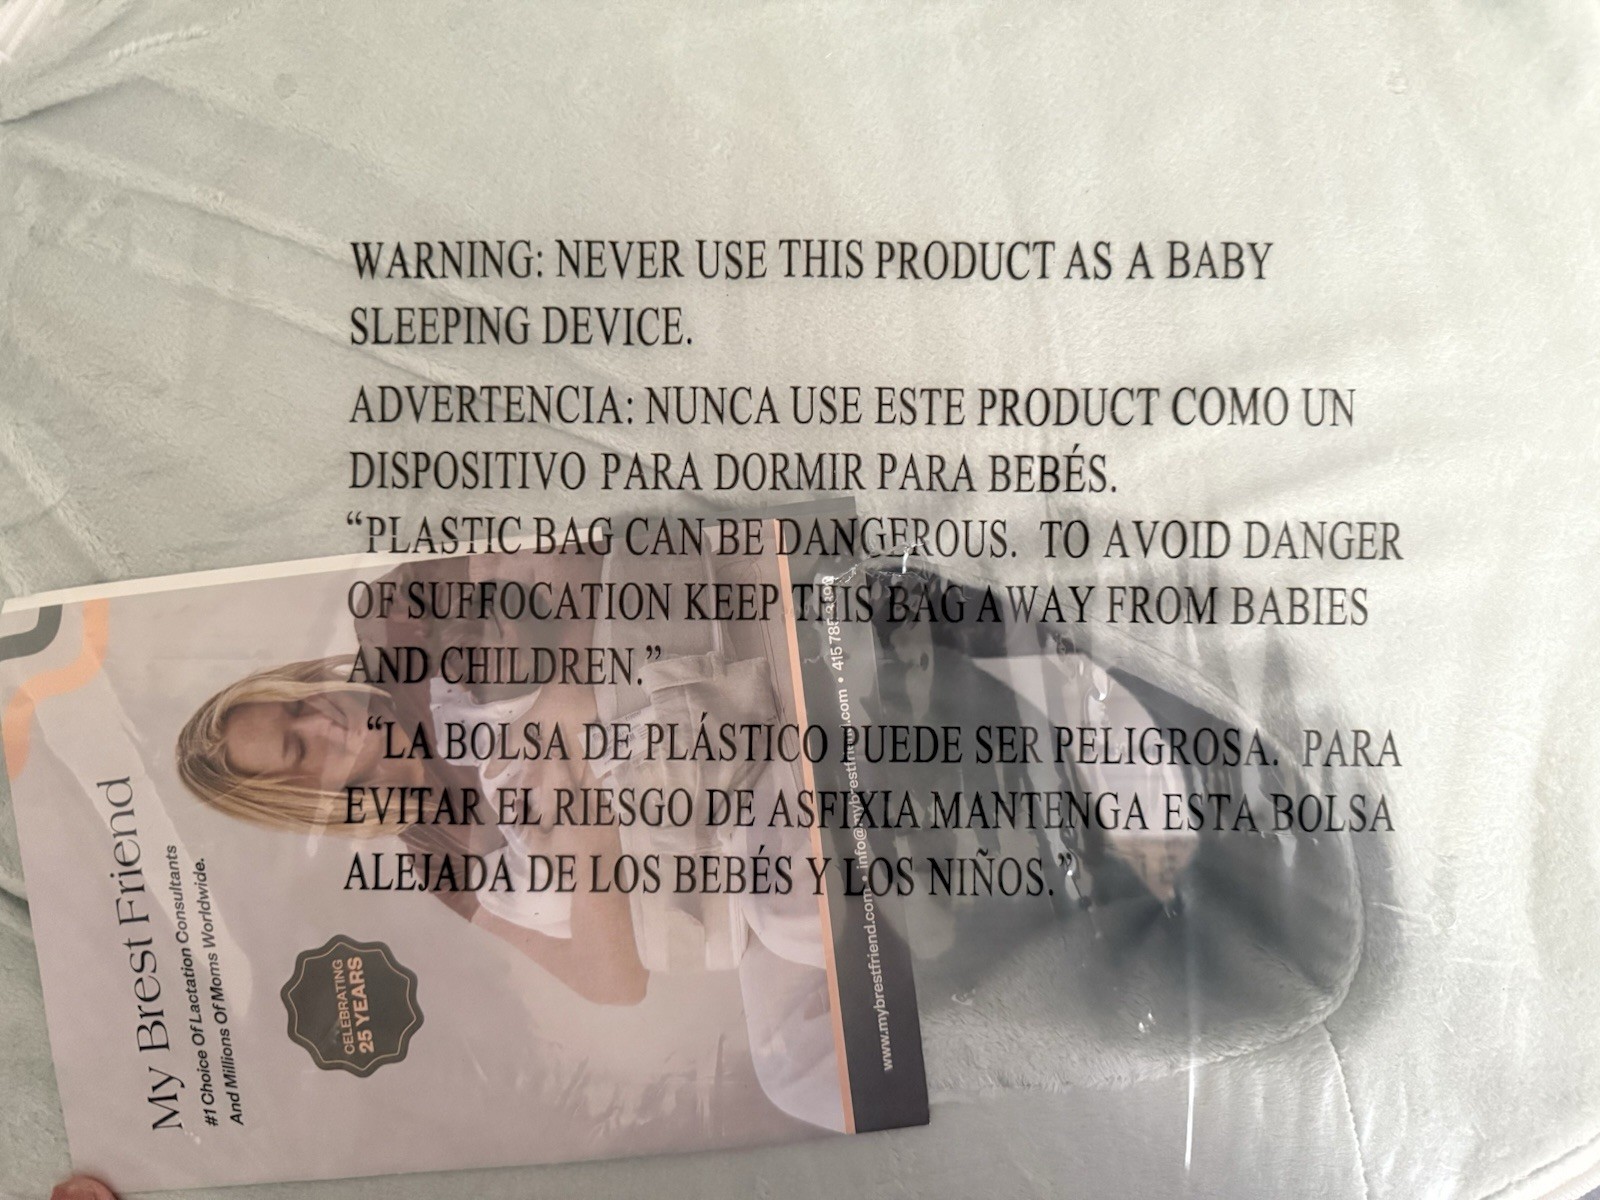 WARNING: NEVER USE THIS PRODUCT AS A BABY
SLEEPING DEVICE.
ADVERTENCIA: NUNCA USE ESTE PRODUCT COMO UN
DISPOSITIVO PARA DORMIR PARA BEBÉS.
“PLASTIC BAG CAN BE DANGEROUS. TO AVOID DANGER
OF SUFFOCATION KEEP THIS BAG AWAY FROM BABIES
AND CHILDREN.”
“LA BOLSA DE PLÁSTICO PUEDE SER PELIGROSA. PARA
EVITAR EL RIESGO DE ASFIXIA MANTENGA ESTA BOLSA
ALEJADA DE LOS BEBÉS Y LOS NIÑOS.”
My Brest Friend
#1 Choice Of Lactation Consultants
And Millions Of Moms Worldwide.
CELEBRATING
25 YEARS
www.mybrestfriend.com • info@mybrestfriend.com • 415